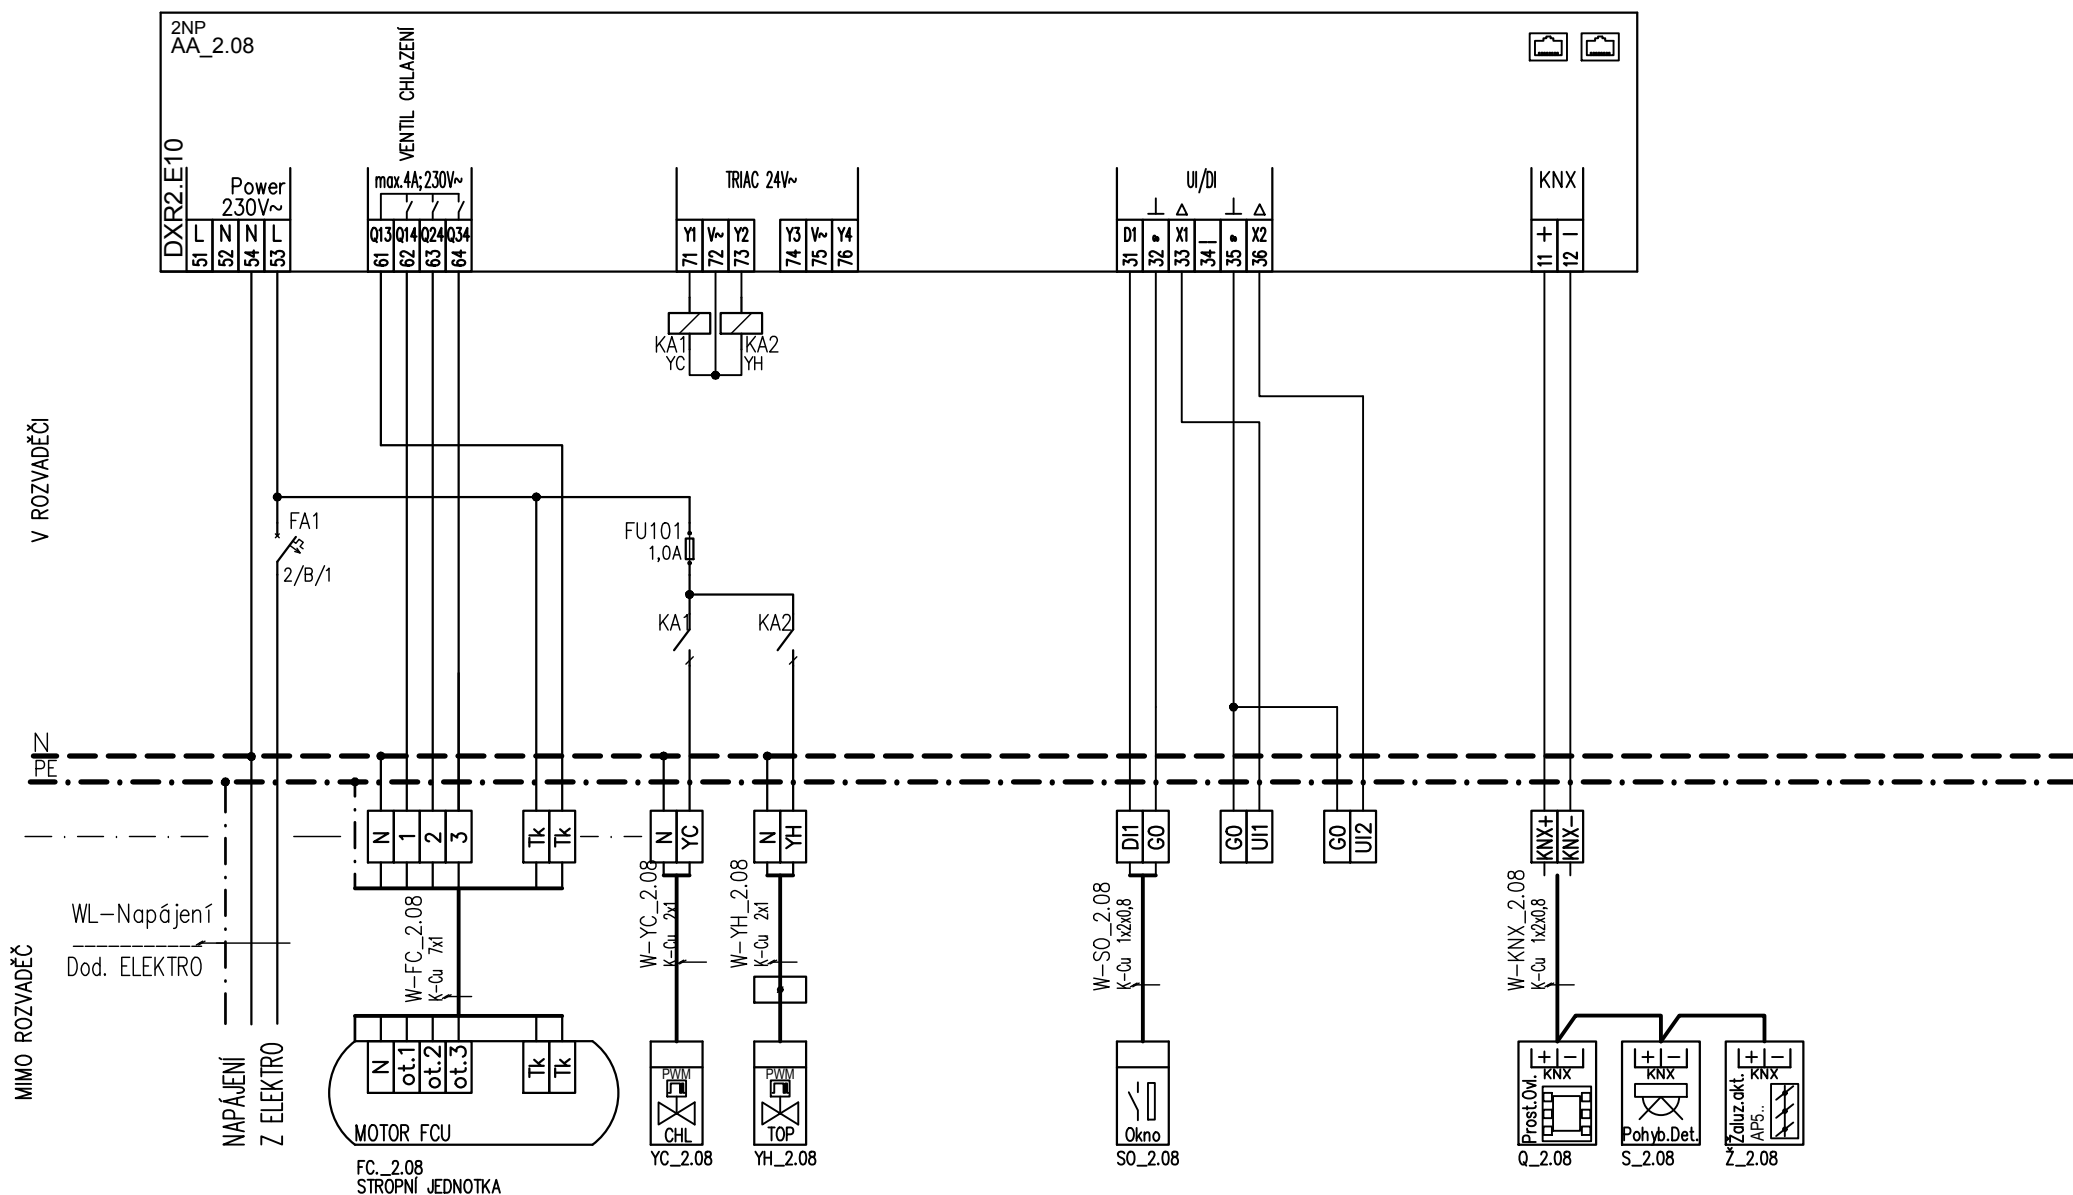 2NP
AA_2.08
DXR2.E10
VENTIL CHLAZENÍ
Power
230V~
max.4A;230V~
TRIAC 24V~
UI/DI
KNX
L N N L
51 52 54 53
Q13 Q14 Q24 Q34
61 62 63 64
Y1 V~ Y2
71 72 73
Y3 V~ Y4
74 75 76
D1 X1 X2
31 32 33 34 35 36
+ −
11 12
KA1
YC
KA2
YH
V ROZVADĚČI
FA1
2/B/1
FU101
1,0A
KA1
KA2
N
PE
N 1 2 3
Tk Tk
N YC
N YH
DI1 GO
GO UI1
GO UI2
KNX+ KNX-
MIMO ROZVADĚČ
WL-Napájení
Dod. ELEKTRO
NAPÁJENÍ
Z ELEKTRO
W-FC_2.08
K-Cu 7x1
W-YC_2.08
K-Cu 2x1
W-YH_2.08
K-Cu 2x1
W-SO_2.08
K-Cu 1x2x0,8
W-KNX_2.08
K-Cu 1x2x0,8
N ot.1 ot.2 ot.3
Tk Tk
MOTOR FCU
FC._2.08
STROPNÍ JEDNOTKA
PWM
CHL
YC_2.08
PWM
TOP
YH_2.08
Okno
SO_2.08
+ −
KNX
Prost.Ovl.
Q_2.08
+ −
KNX
Pohyb.Det.
S_2.08
+ −
KNX
Žaluz.akt.
AP5..
Ž_2.08